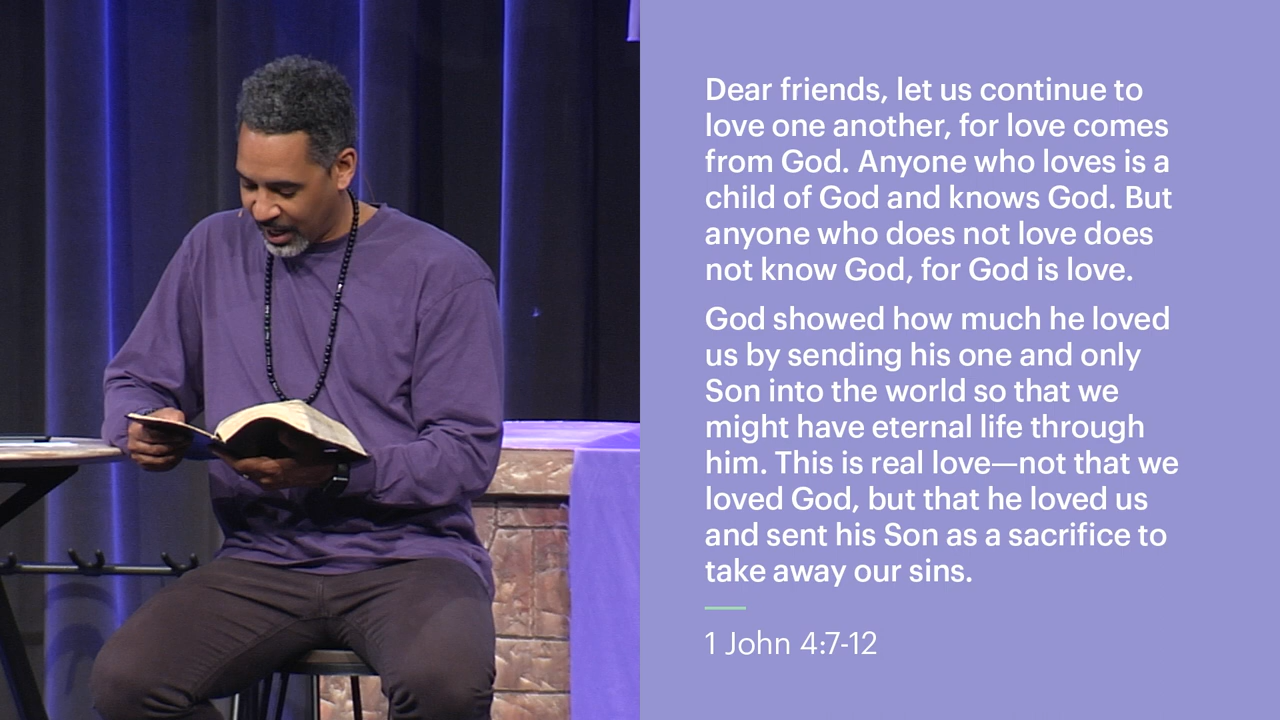 Dear friends, let us continue to
love one another, for love comes
from God. Anyone who loves is a
child of God and knows God. But
anyone who does not love does
not know God, for God is love.
God showed how much he loved
us by sending his one and only
Son into the world so that we
might have eternal life through
him. This is real love—not that we
loved God, but that he loved us
and sent his Son as a sacrifice to
take away our sins.
1 John 4:7-12